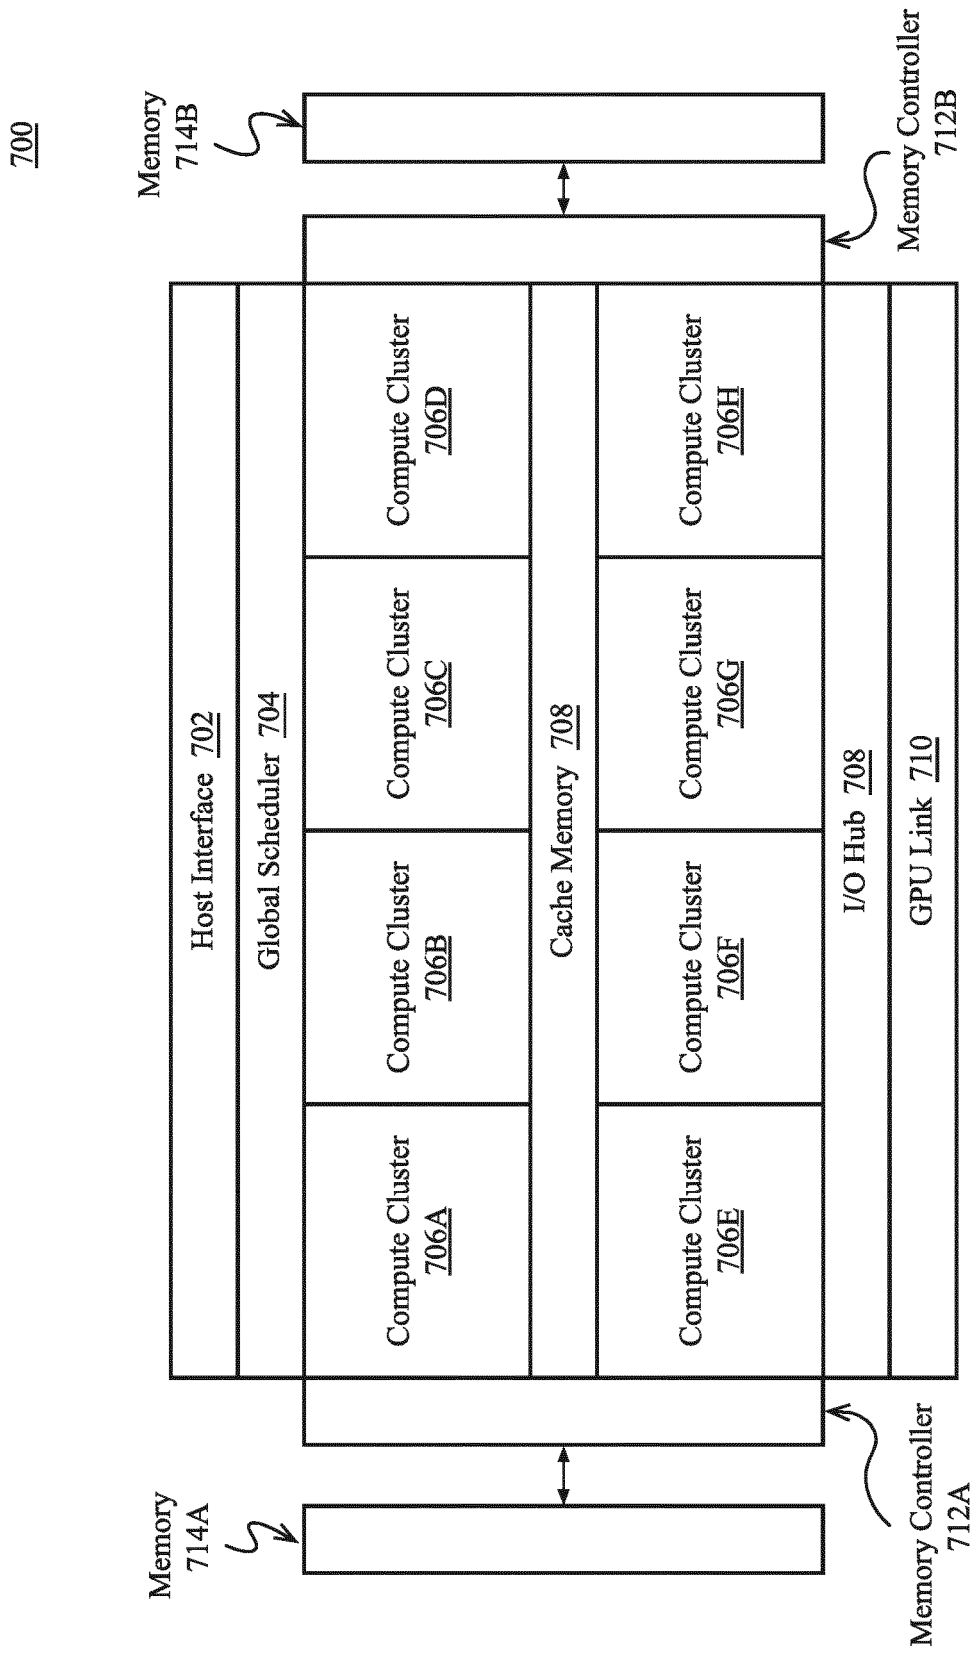 700
Host Interface 702
Global Scheduler 704
Memory
714A
Memory
714B
Compute Cluster
706A
Compute Cluster
706B
Compute Cluster
706C
Compute Cluster
706D
Cache Memory 708
Compute Cluster
706E
Compute Cluster
706F
Compute Cluster
706G
Compute Cluster
706H
I/O Hub 708
GPU Link 710
Memory Controller
712A
Memory Controller
712B